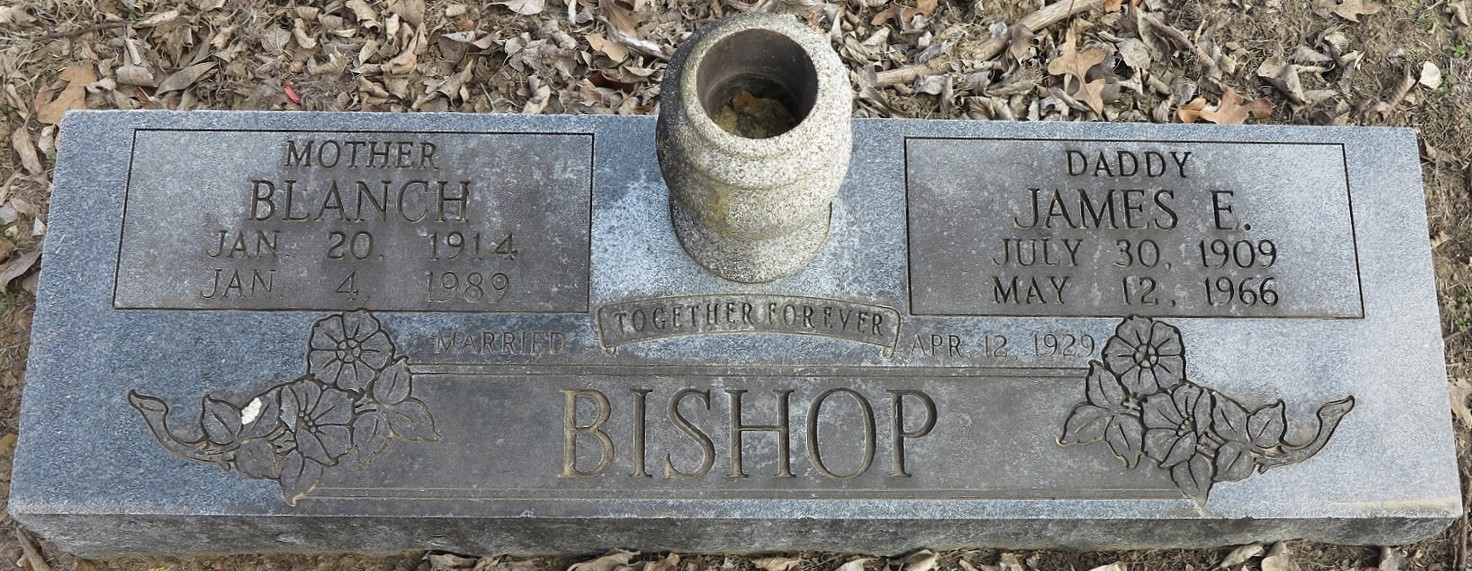 MOTHER
BLANCH
JAN. 20, 1914
JAN. 4, 1989
DADDY
JAMES E.
JULY 30, 1909
MAY 12, 1966
TOGETHER FOREVER
MARRIED APR. 12, 1929
BISHOP